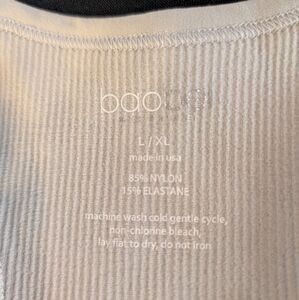 L / XL
made in usa
85% NYLON
15% ELASTANE
machine wash cold gentle cycle,
non-chlorine bleach,
lay flat to dry, do not iron